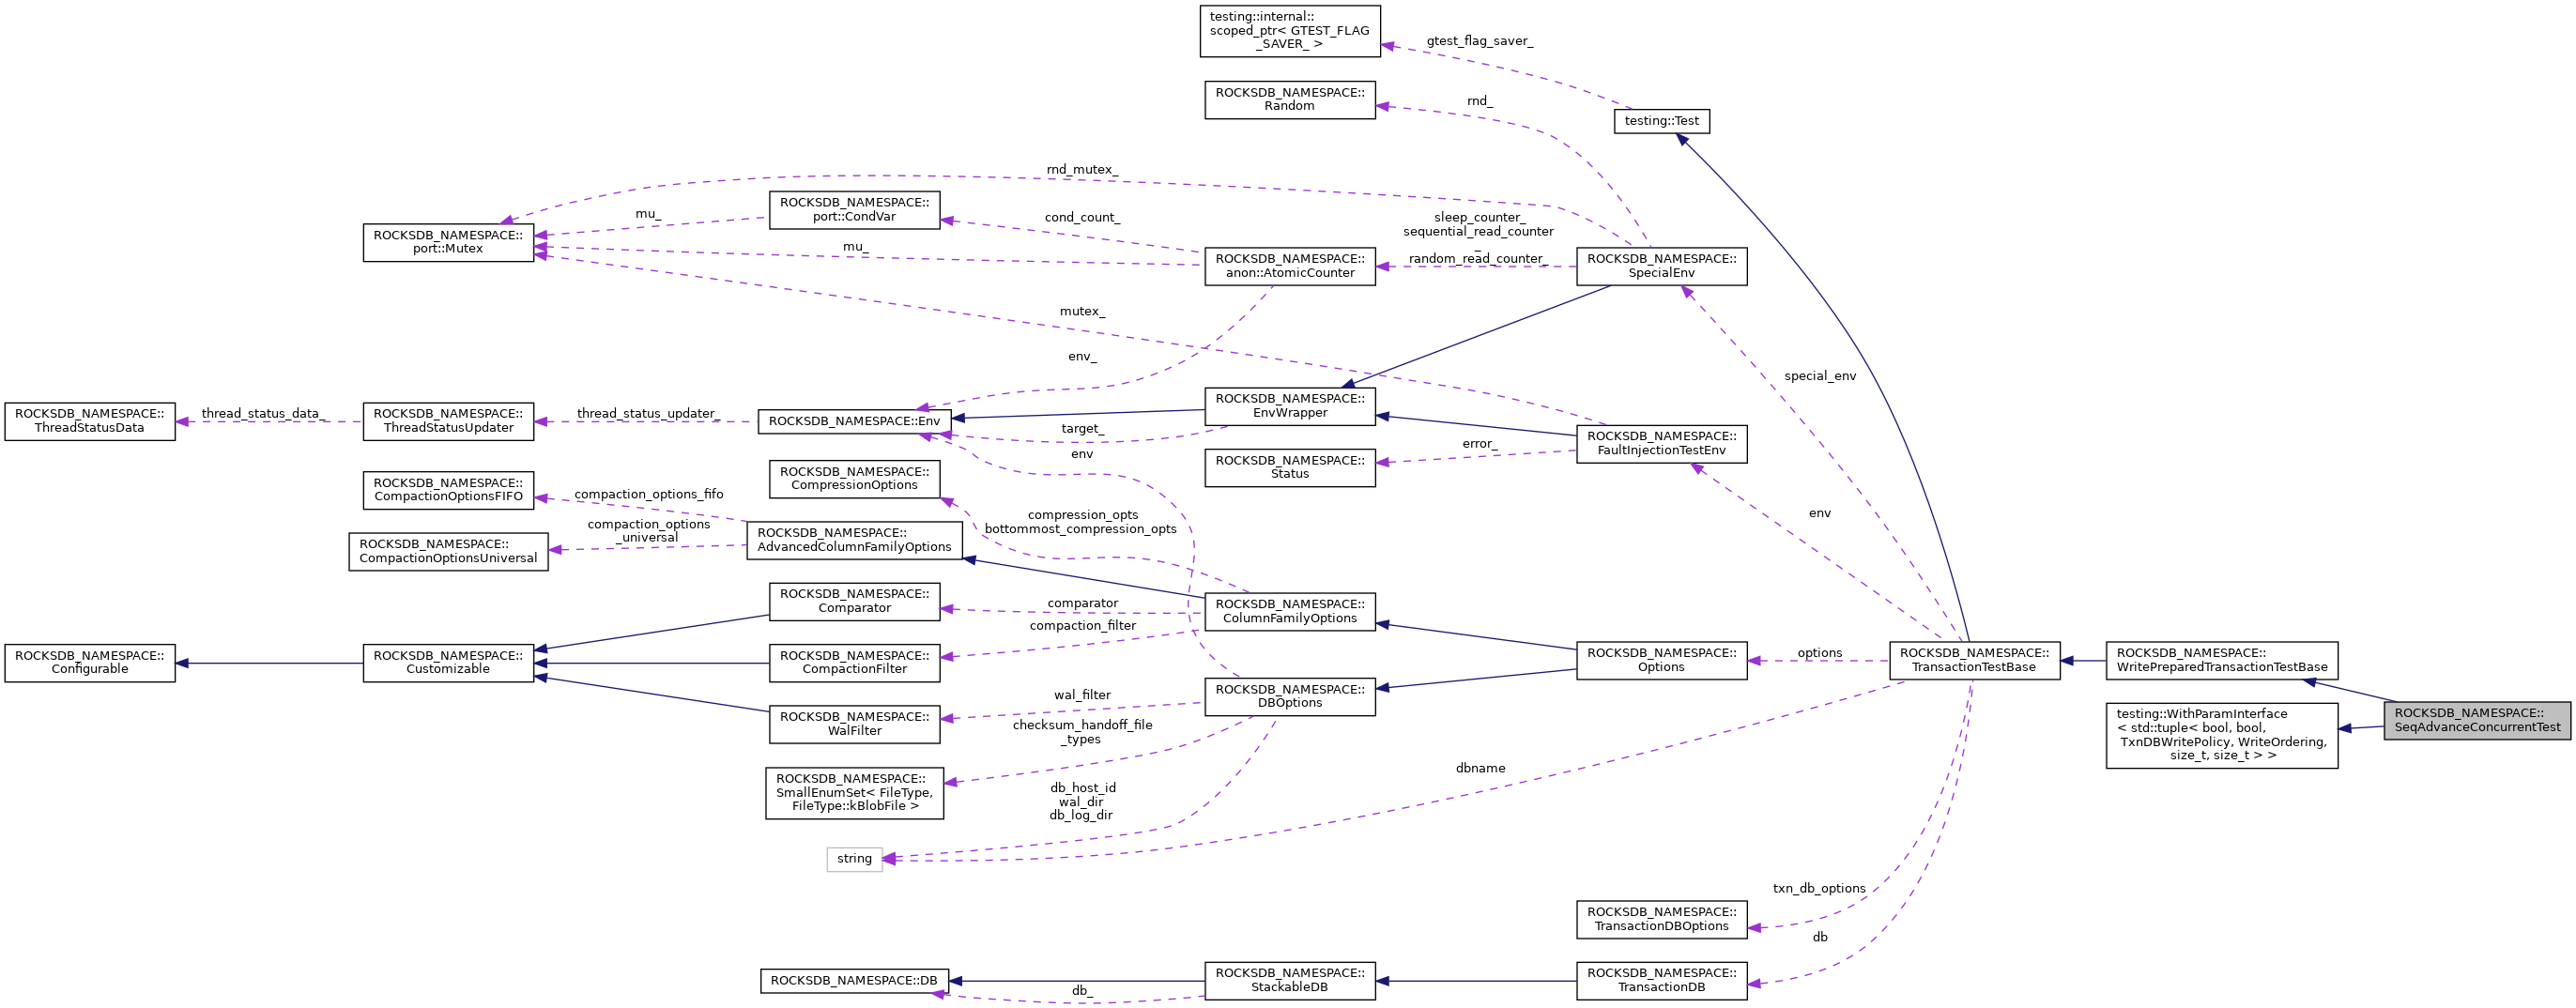 testing::internal::
scoped_ptr< GTEST_FLAG
_SAVER_ >
gtest_flag_saver_
ROCKSDB_NAMESPACE::
Random
rnd_
testing::Test
rnd_mutex_
ROCKSDB_NAMESPACE::
port::CondVar
mu_
cond_count_
sleep_counter_
sequential_read_counter
_
random_read_counter_
ROCKSDB_NAMESPACE::
port::Mutex
mu_
ROCKSDB_NAMESPACE::
anon::AtomicCounter
ROCKSDB_NAMESPACE::
SpecialEnv
mutex_
env_
special_env
ROCKSDB_NAMESPACE::
ThreadStatusData
thread_status_data_
ROCKSDB_NAMESPACE::
ThreadStatusUpdater
thread_status_updater_
ROCKSDB_NAMESPACE::Env
ROCKSDB_NAMESPACE::
EnvWrapper
target_
env
ROCKSDB_NAMESPACE::
FaultInjectionTestEnv
error_
ROCKSDB_NAMESPACE::
Status
ROCKSDB_NAMESPACE::
CompressionOptions
ROCKSDB_NAMESPACE::
CompactionOptionsFIFO
compaction_options_fifo
compression_opts
bottommost_compression_opts
env
compaction_options
_universal
ROCKSDB_NAMESPACE::
AdvancedColumnFamilyOptions
ROCKSDB_NAMESPACE::
CompactionOptionsUniversal
ROCKSDB_NAMESPACE::
Comparator
comparator
ROCKSDB_NAMESPACE::
ColumnFamilyOptions
compaction_filter
ROCKSDB_NAMESPACE::
Configurable
ROCKSDB_NAMESPACE::
Customizable
ROCKSDB_NAMESPACE::
CompactionFilter
ROCKSDB_NAMESPACE::
Options
options
ROCKSDB_NAMESPACE::
TransactionTestBase
ROCKSDB_NAMESPACE::
WritePreparedTransactionTestBase
wal_filter
ROCKSDB_NAMESPACE::
DBOptions
ROCKSDB_NAMESPACE::
WalFilter
checksum_handoff_file
_types
testing::WithParamInterface
< std::tuple< bool, bool,
TxnDBWritePolicy, WriteOrdering,
size_t, size_t > >
ROCKSDB_NAMESPACE::
SeqAdvanceConcurrentTest
ROCKSDB_NAMESPACE::
SmallEnumSet< FileType,
FileType::kBlobFile >
db_host_id
wal_dir
db_log_dir
dbname
string
txn_db_options
ROCKSDB_NAMESPACE::
TransactionDBOptions
db
ROCKSDB_NAMESPACE::DB
db_
ROCKSDB_NAMESPACE::
StackableDB
ROCKSDB_NAMESPACE::
TransactionDB